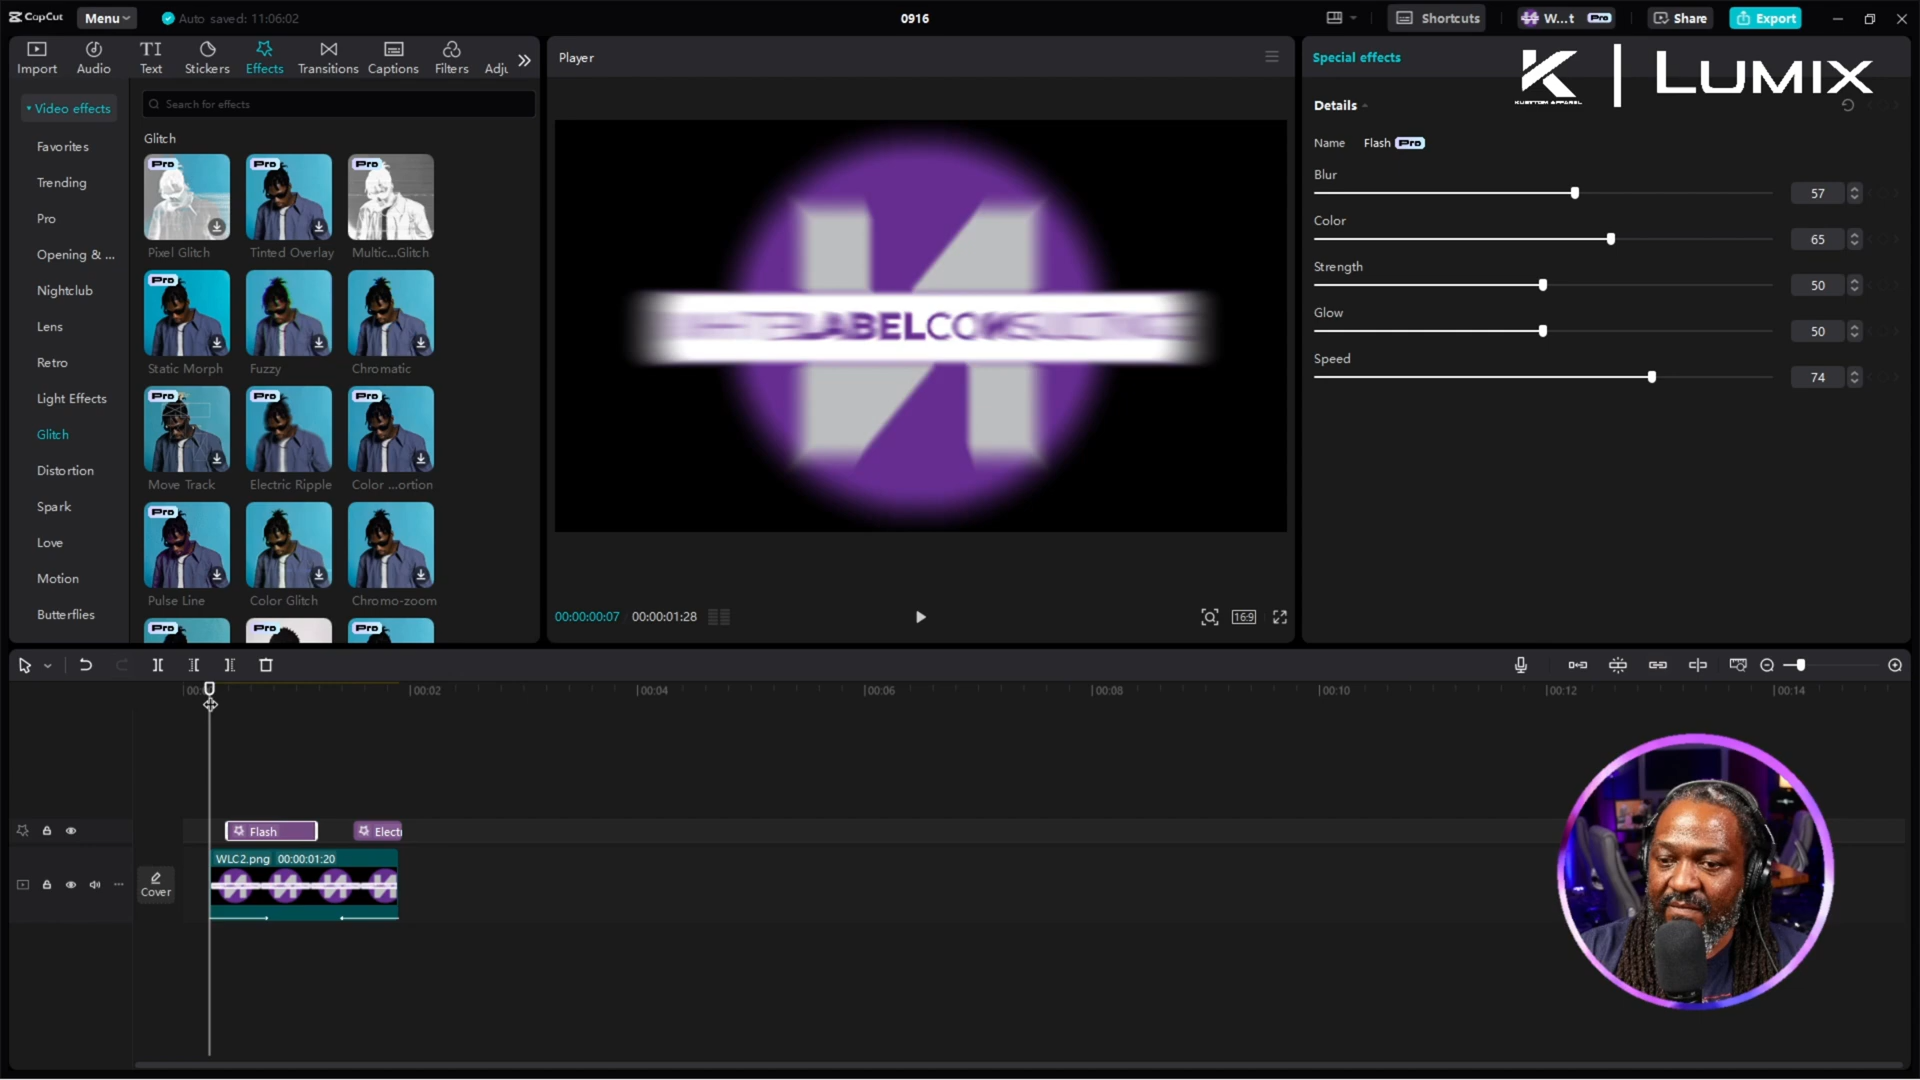 CapCut Menu Auto saved: 11:06:02 0916 Shortcuts W...t Pro Share Export
Import Audio Text Stickers Effects Transitions Captions Filters Adju
Player
Special effects
K | LUMIX
KUSTTOM APPAREL
Video effects
Favorites
Trending
Pro
Opening & ...
Nightclub
Lens
Retro
Light Effects
Glitch
Distortion
Spark
Love
Motion
Butterflies
Search for effects
Glitch
Pro Pro Pro
Pixel Glitch Tinted Overlay Multic...Glitch
Pro
Static Morph Fuzzy Chromatic
Pro Pro Pro
Move Track Electric Ripple Color ...ortion
Pro
Pulse Line Color Glitch Chromo-zoom
Pro Pro Pro
LABELCONSULTING
00:00:00:07 00:00:01:28
16:9
Details
Name Flash Pro
Blur 57
Color 65
Strength 50
Glow 50
Speed 74
00:02 00:04 00:06 00:08 00:10 00:12 00:14
Flash Electr
WLC2.png 00:00:01:20
Cover